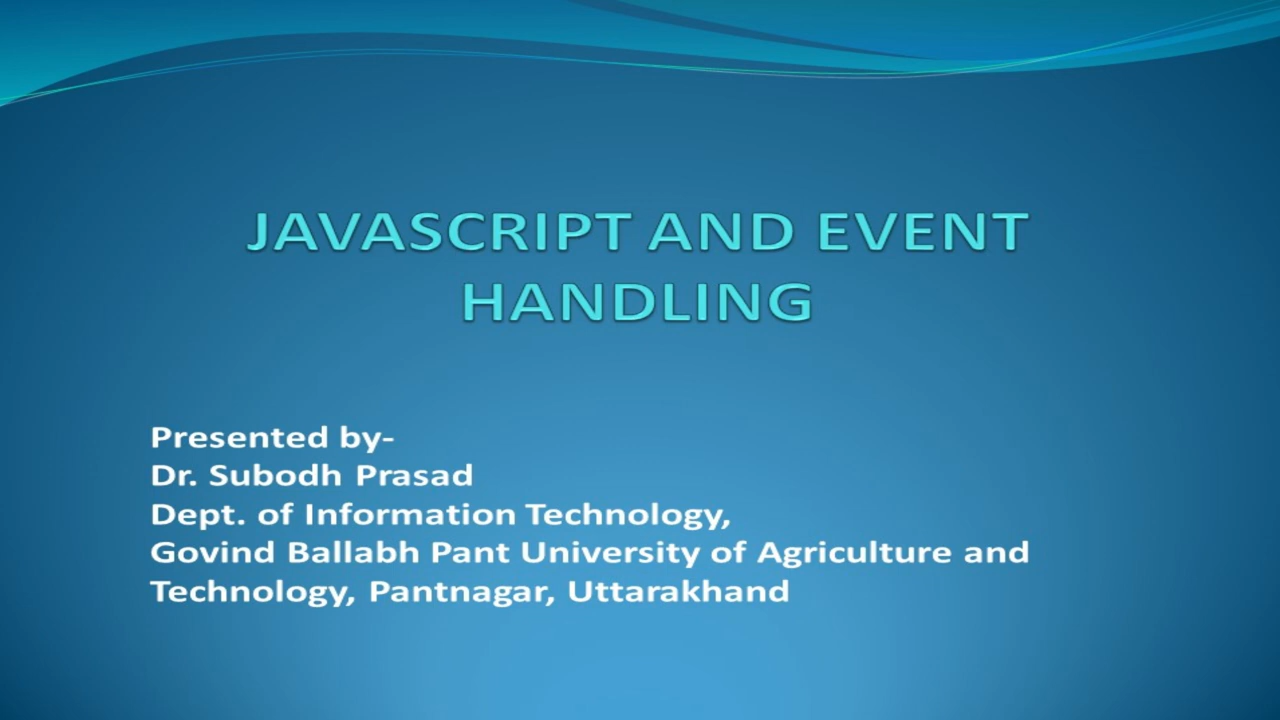 JAVASCRIPT AND EVENT
HANDLING
Presented by-
Dr. Subodh Prasad
Dept. of Information Technology,
Govind Ballabh Pant University of Agriculture and
Technology, Pantnagar, Uttarakhand